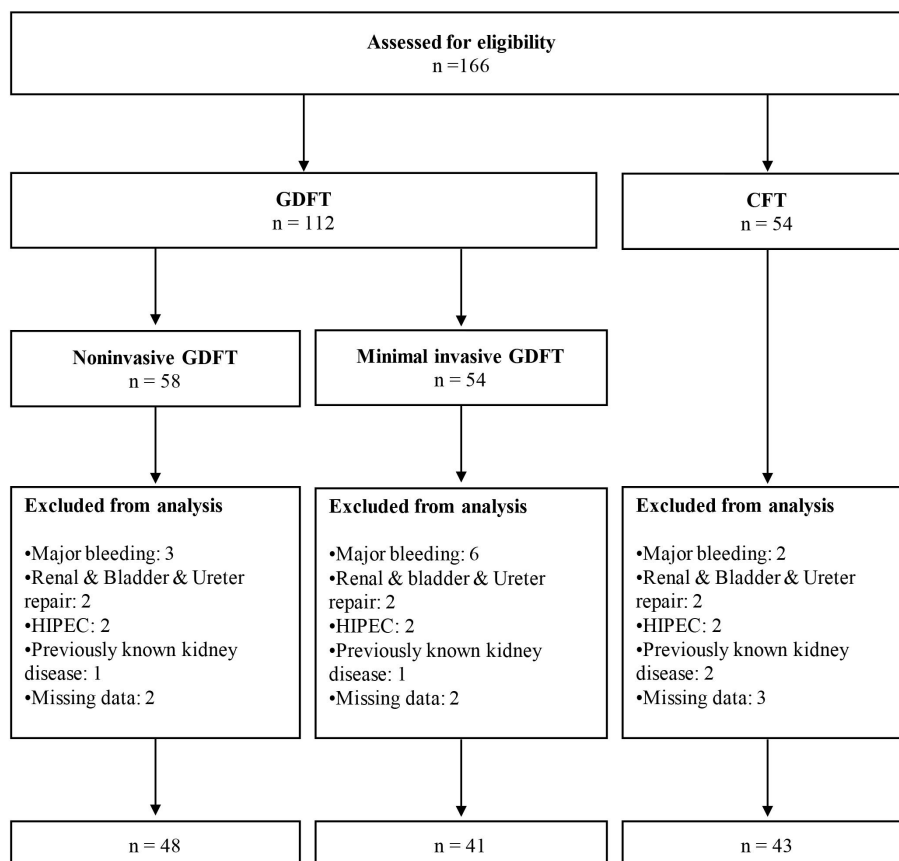 Assessed for eligibility
n =166
GDFT
n = 112
CFT
n = 54
Noninvasive GDFT
n = 58
Minimal invasive GDFT
n = 54
Excluded from analysis
•Major bleeding: 3
•Renal & Bladder & Ureter
repair: 2
•HIPEC: 2
•Previously known kidney
disease: 1
•Missing data: 2
Excluded from analysis
•Major bleeding: 6
•Renal & bladder & Ureter
repair: 2
•HIPEC: 2
•Previously known kidney
disease: 1
•Missing data: 2
Excluded from analysis
•Major bleeding: 2
•Renal & Bladder & Ureter
repair: 2
•HIPEC: 2
•Previously known kidney
disease: 2
•Missing data: 3
n = 48
n = 41
n = 43